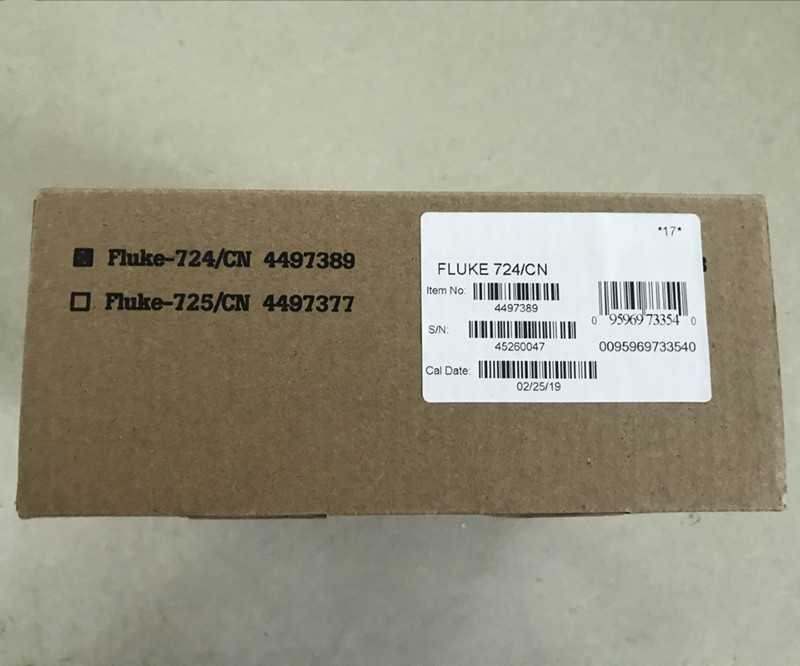 Fluke-724/CN 4497389
Fluke-725/CN 4497377
*17*
FLUKE 724/CN
Item No:
4497389
S/N:
45260047
Cal Date:
02/25/19
0 95969 73354 0
0095969733540